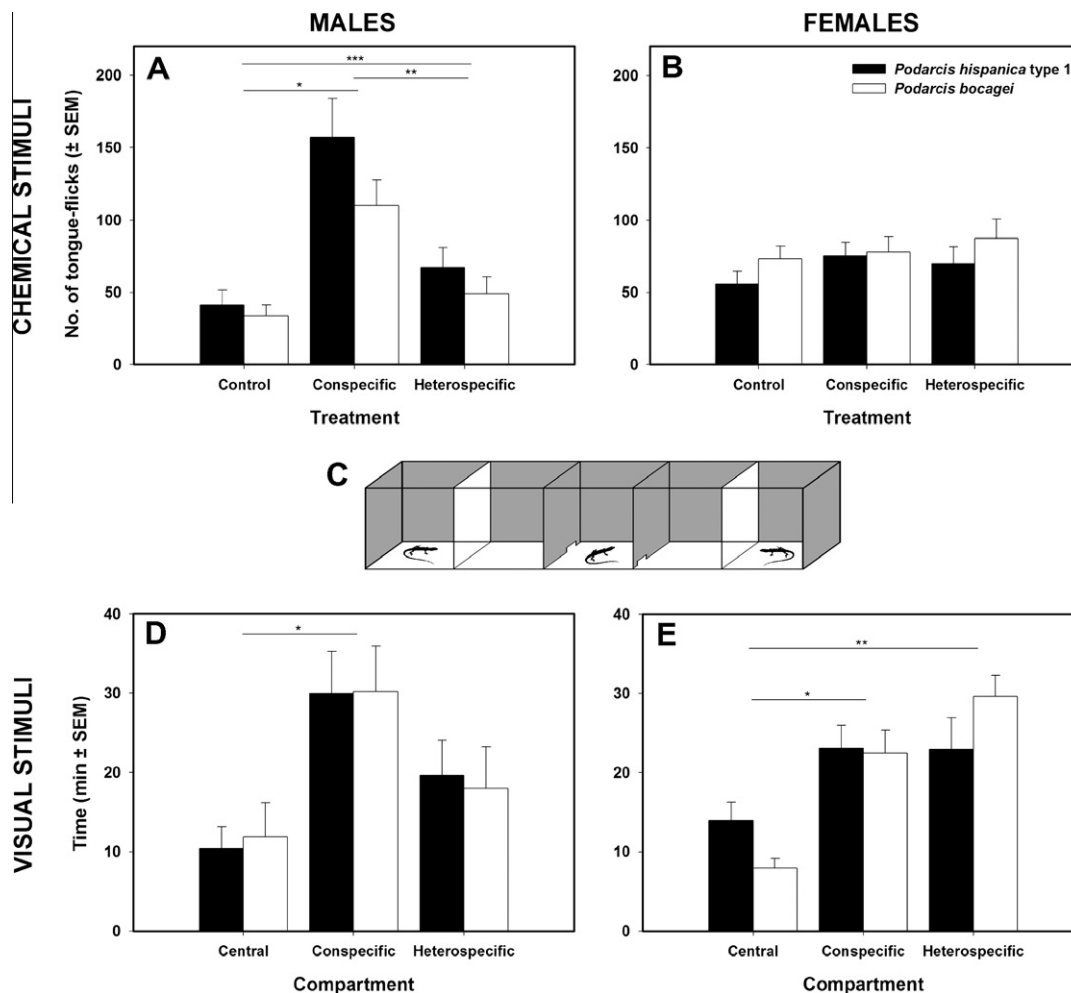 MALES
FEMALES
CHEMICAL STIMULI
No. of tongue-flicks (± SEM)
A
***
**
*
200
150
100
50
0
Control
Conspecific
Heterospecific
Treatment
B
Podarcis hispanica type 1
Podarcis bocagei
200
150
100
50
0
Control
Conspecific
Heterospecific
Treatment
C
VISUAL STIMULI
Time (min ± SEM)
D
*
40
30
20
10
0
Central
Conspecific
Heterospecific
Compartment
E
**
*
40
30
20
10
0
Central
Conspecific
Heterospecific
Compartment